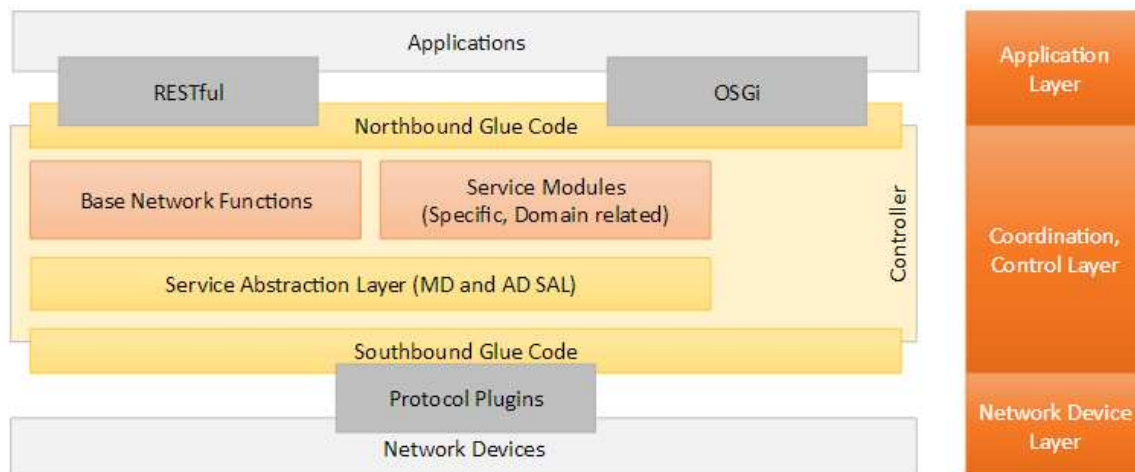 Applications
RESTful
OSGi
Northbound Glue Code
Base Network Functions
Service Modules
(Specific, Domain related)
Controller
Service Abstraction Layer (MD and AD SAL)
Southbound Glue Code
Protocol Plugins
Network Devices
Application
Layer
Coordination,
Control Layer
Network Device
Layer